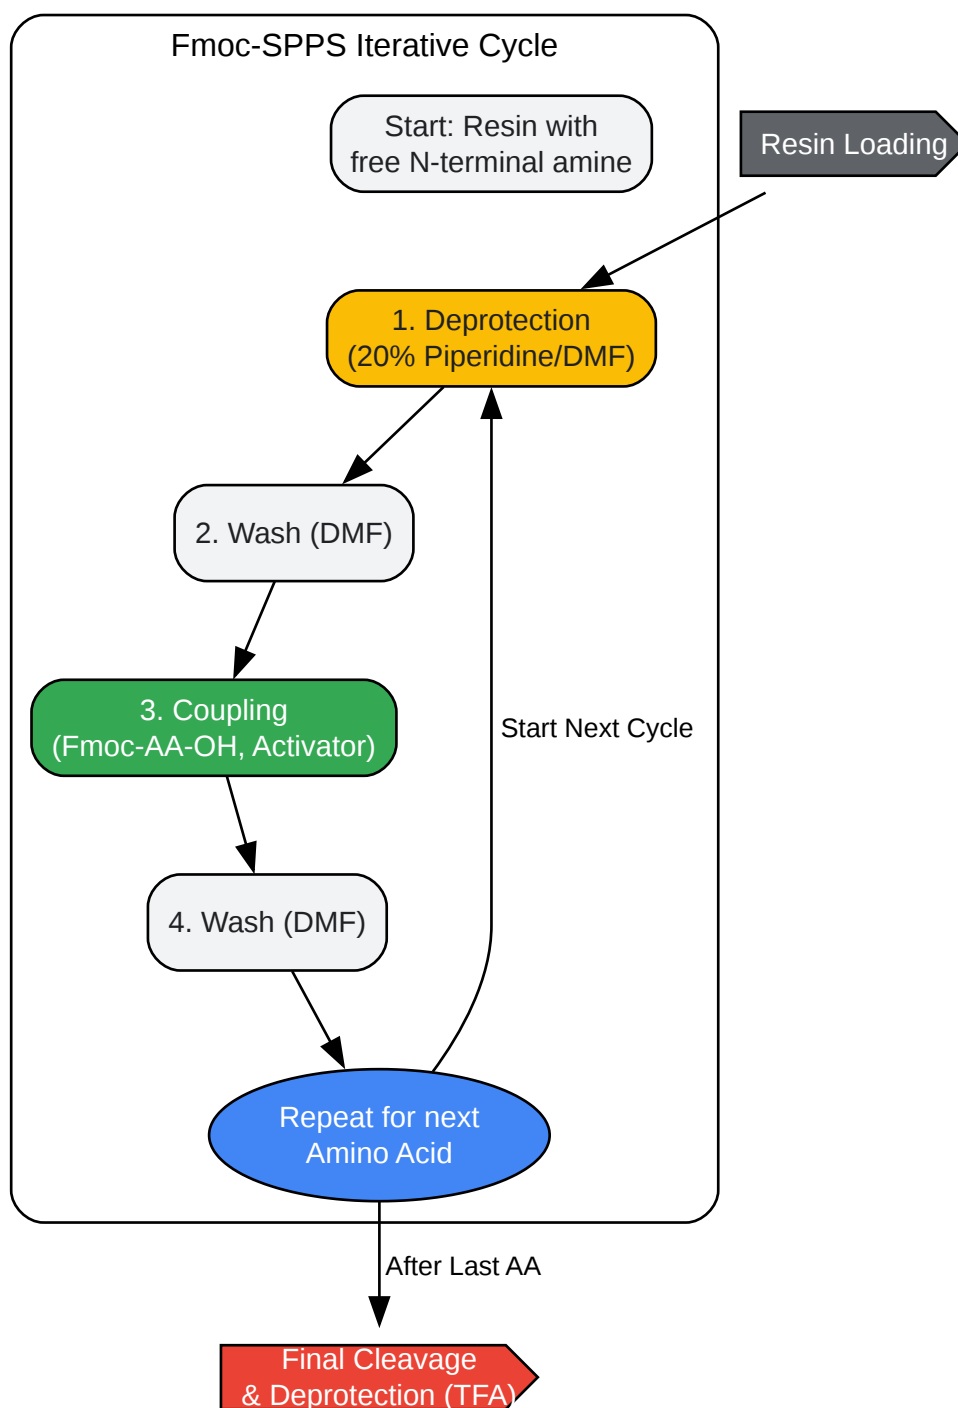 Fmoc-SPPS Iterative Cycle
Start: Resin with
free N-terminal amine
Resin Loading
1. Deprotection
(20% Piperidine/DMF)
2. Wash (DMF)
3. Coupling
(Fmoc-AA-OH, Activator)
Start Next Cycle
4. Wash (DMF)
Repeat for next
Amino Acid
After Last AA
Final Cleavage
& Deprotection (TFA)